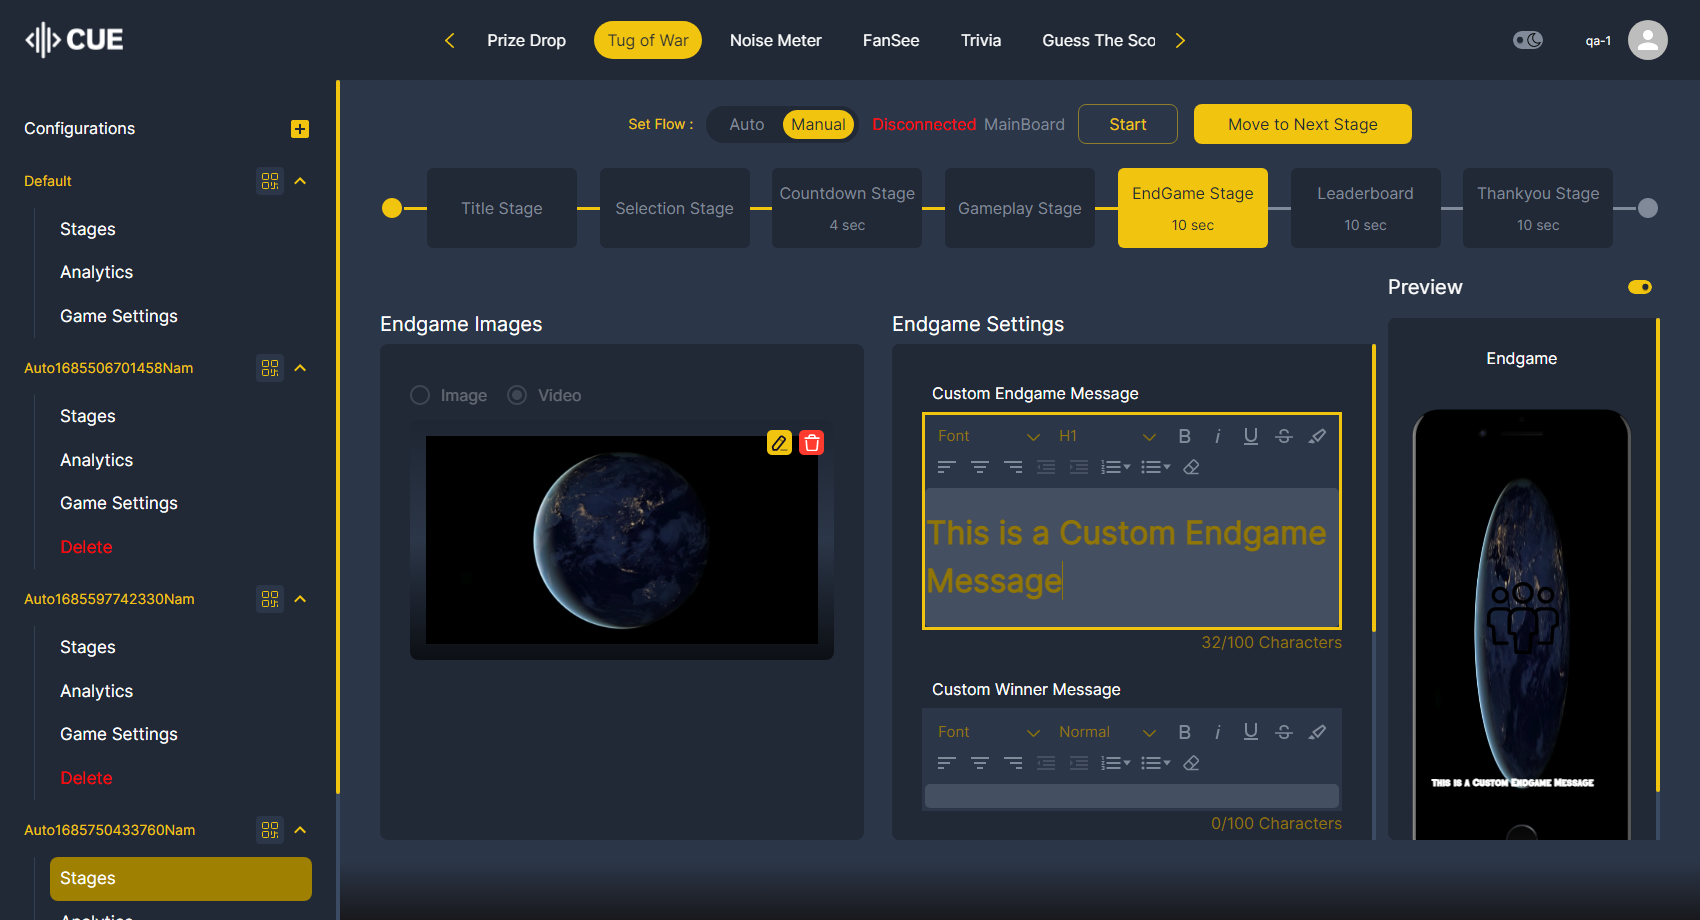 CUE
Prize Drop
Tug of War
Noise Meter
FanSee
Trivia
Guess The Sco
qa-1
Configurations
Default
Stages
Analytics
Game Settings
Auto1685506701458Nam
Stages
Analytics
Game Settings
Delete
Auto1685597742330Nam
Stages
Analytics
Game Settings
Delete
Auto1685750433760Nam
Stages
Analytics
Set Flow :
Auto
Manual
Disconnected MainBoard
Start
Move to Next Stage
Title Stage
Selection Stage
Countdown Stage
4 sec
Gameplay Stage
EndGame Stage
10 sec
Leaderboard
10 sec
Thankyou Stage
10 sec
Endgame Images
Image
Video
Endgame Settings
Custom Endgame Message
Font
H1
This is a Custom Endgame
Message
32/100 Characters
Custom Winner Message
Font
Normal
0/100 Characters
Preview
Endgame
This is a Custom Endgame Message